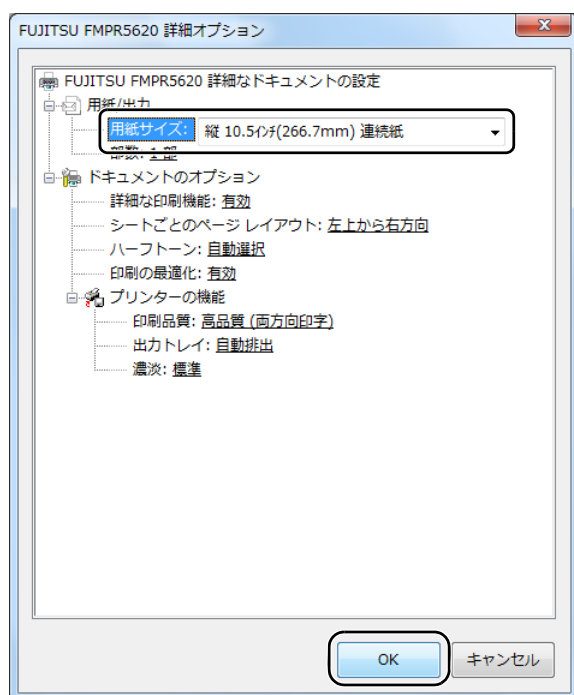 FUJITSU FMPR5620 詳細オプション
FUJITSU FMPR5620 詳細なドキュメントの設定
用紙/出力
用紙サイズ: 縦 10.5インチ(266.7mm) 連続紙
部数: 1 部
ドキュメントのオプション
詳細な印刷機能: 有効
シートごとのページ レイアウト: 左上から右方向
ハーフトーン: 自動選択
印刷の最適化: 有効
プリンターの機能
印刷品質: 高品質 (両方向印字)
出力トレイ: 自動排出
濃淡: 標準
OK キャンセル